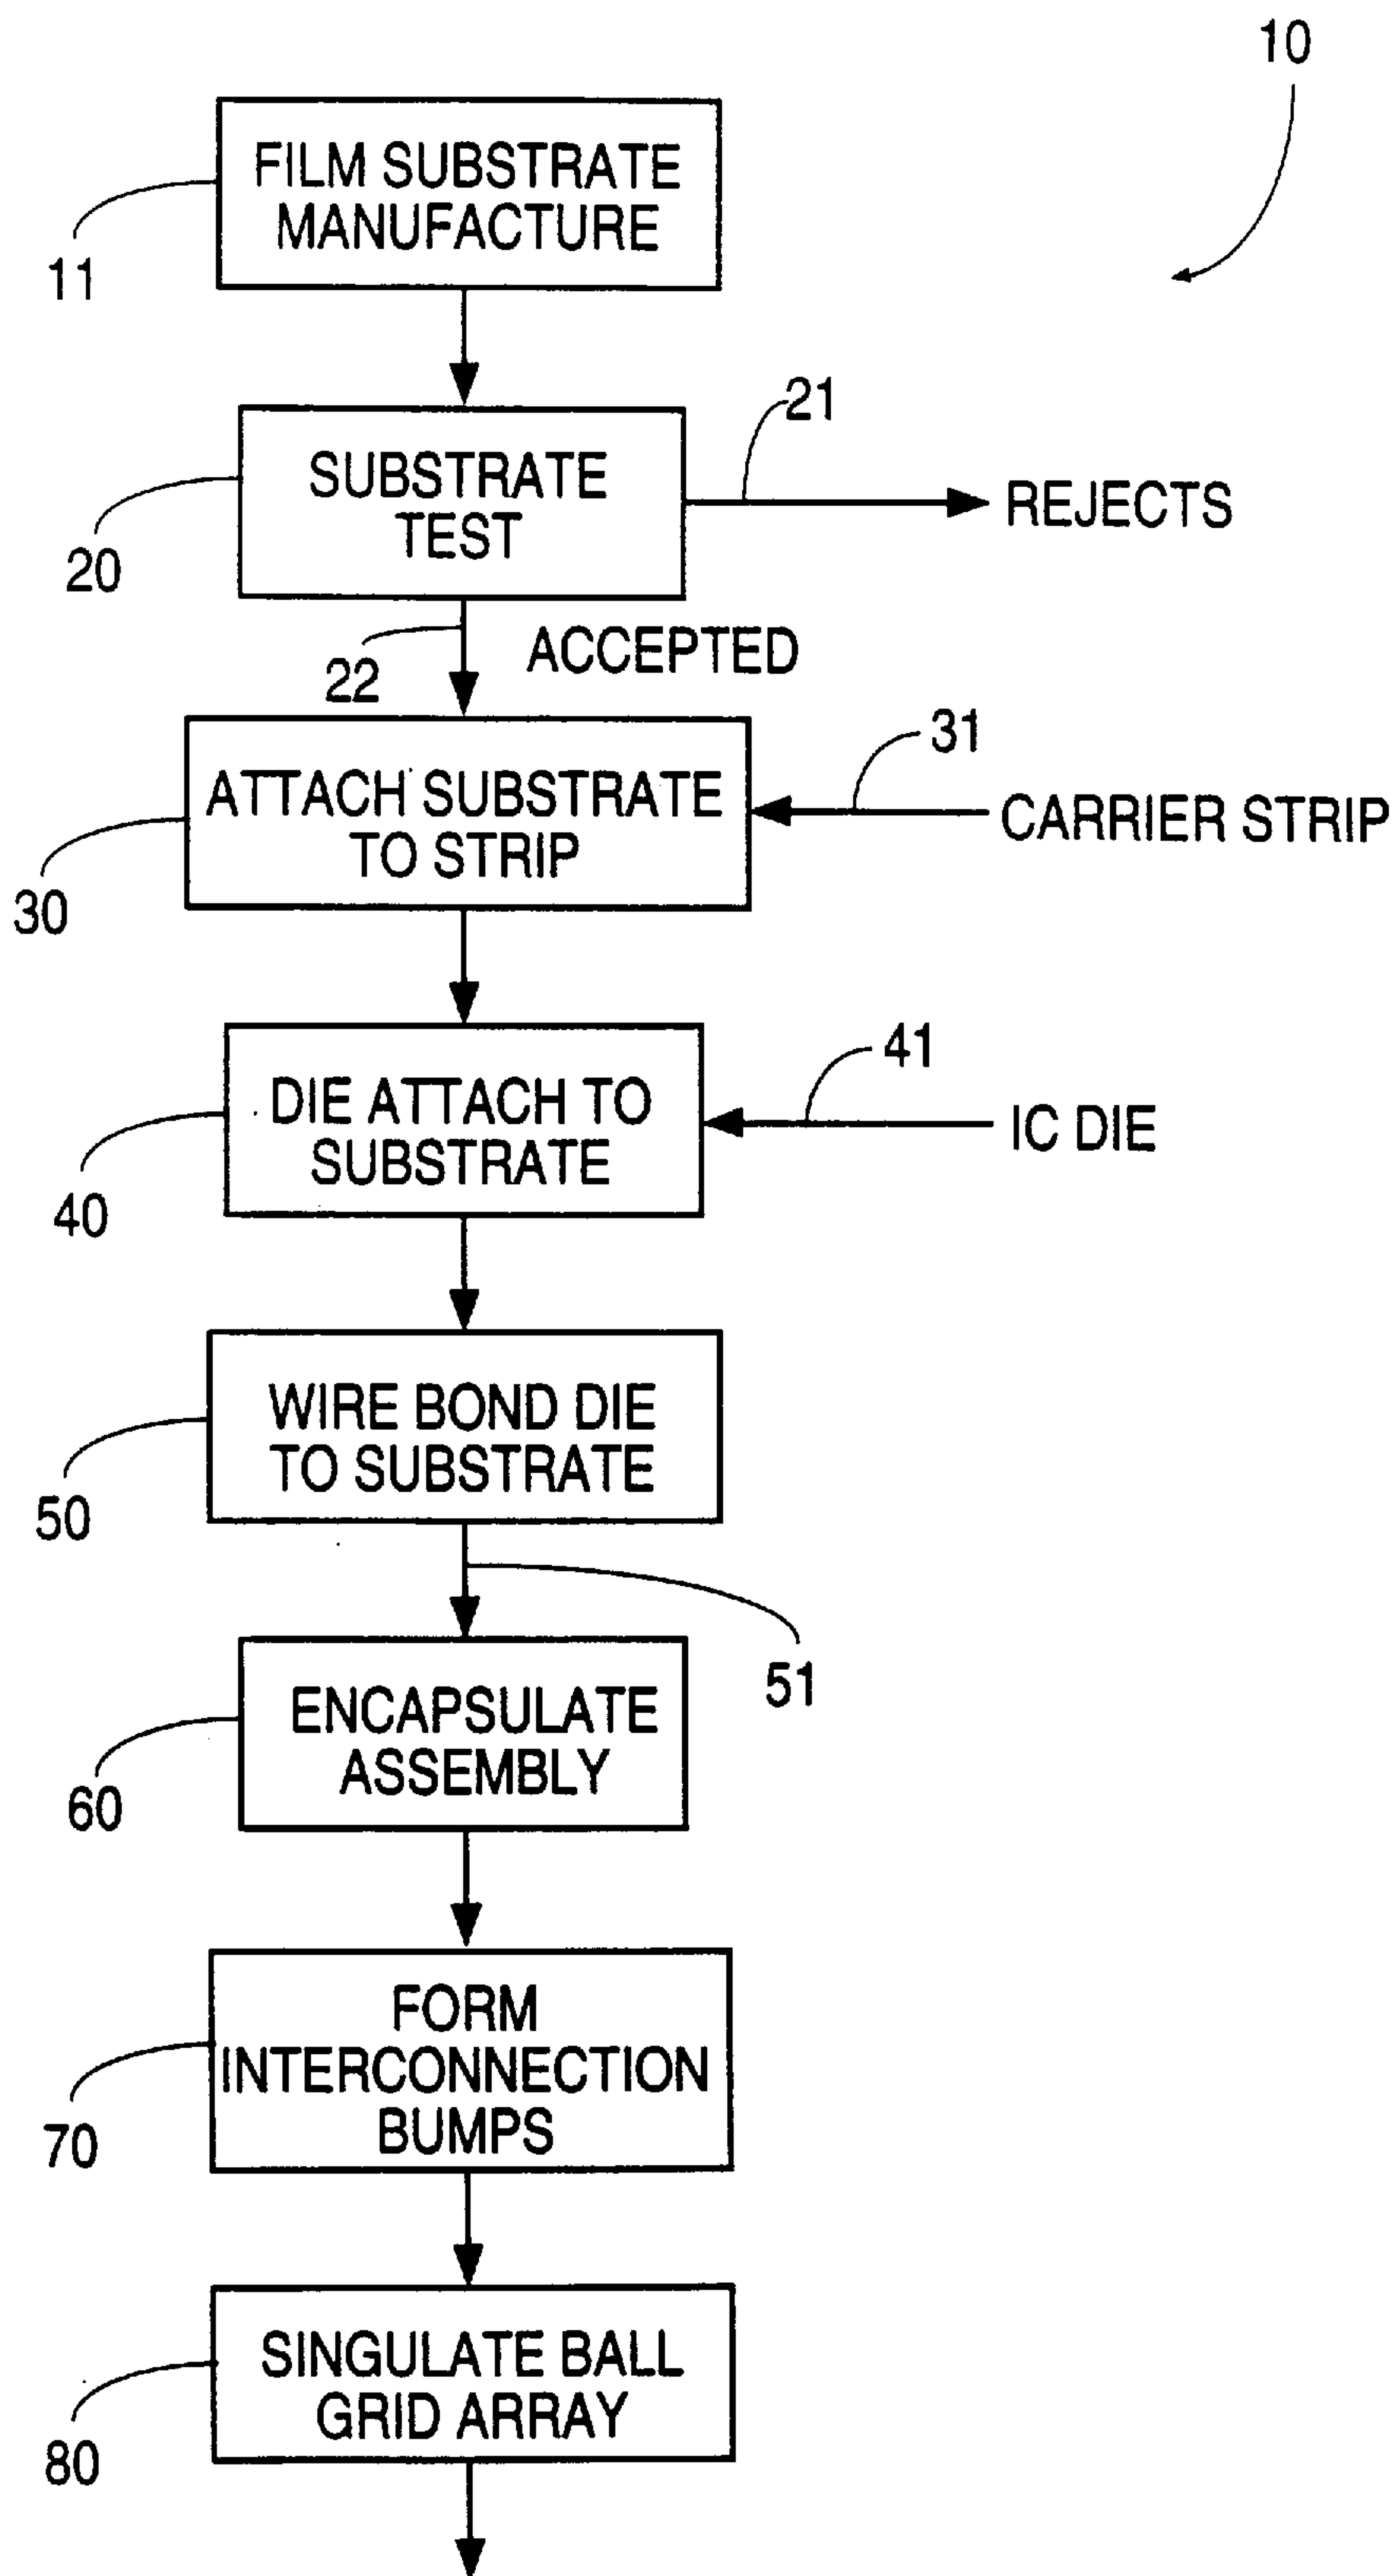 10
FILM SUBSTRATE
MANUFACTURE
11
21
SUBSTRATE
TEST
REJECTS
20
22
ACCEPTED
31
ATTACH SUBSTRATE
TO STRIP
CARRIER STRIP
30
41
DIE ATTACH TO
SUBSTRATE
IC DIE
40
WIRE BOND DIE
TO SUBSTRATE
50
51
ENCAPSULATE
ASSEMBLY
60
FORM
INTERCONNECTION
BUMPS
70
SINGULATE BALL
GRID ARRAY
80